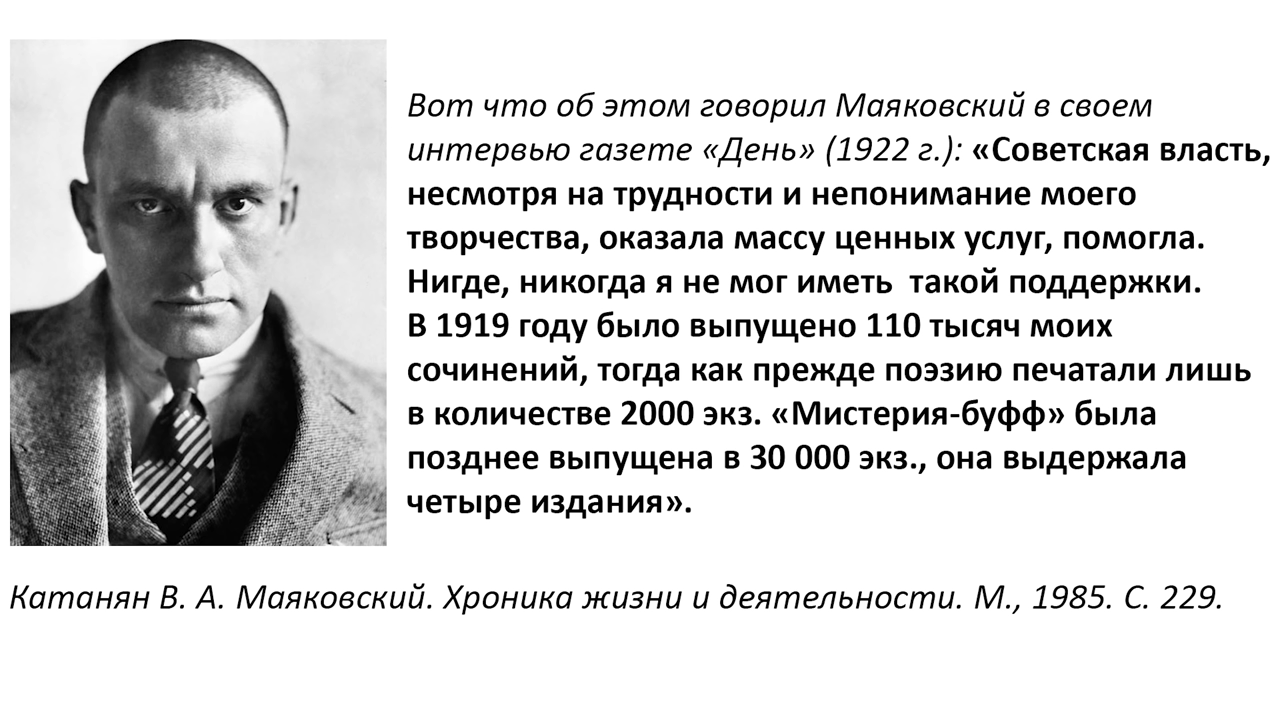 Вот что об этом говорил Маяковский в своем
интервью газете «День» (1922 г.): «Советская власть,
несмотря на трудности и непонимание моего
творчества, оказала массу ценных услуг, помогла.
Нигде, никогда я не мог иметь  такой поддержки.
В 1919 году было выпущено 110 тысяч моих
сочинений, тогда как прежде поэзию печатали лишь
в количестве 2000 экз. «Мистерия-буфф» была
позднее выпущена в 30 000 экз., она выдержала
четыре издания».
Катанян В. А. Маяковский. Хроника жизни и деятельности. М., 1985. С. 229.